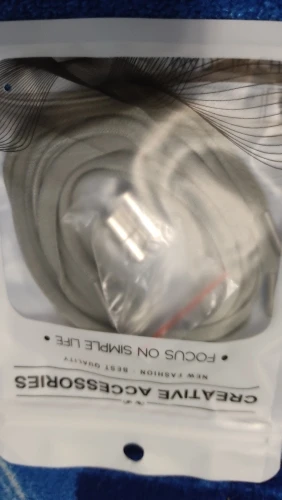 CREATIVE ACCESSORIES
NEW FASHION BEST QUALITY
• FOCUS ON SIMPLE LIFE •